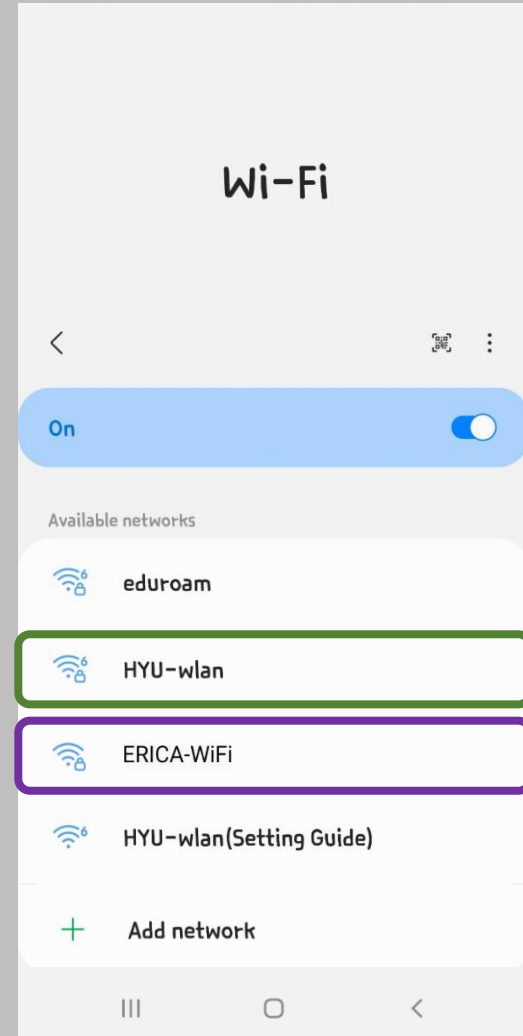 Wi-Fi
On
Available networks
eduroam
HYU-wlan
ERICA-WiFi
HYU-wlan(Setting Guide)
Add network